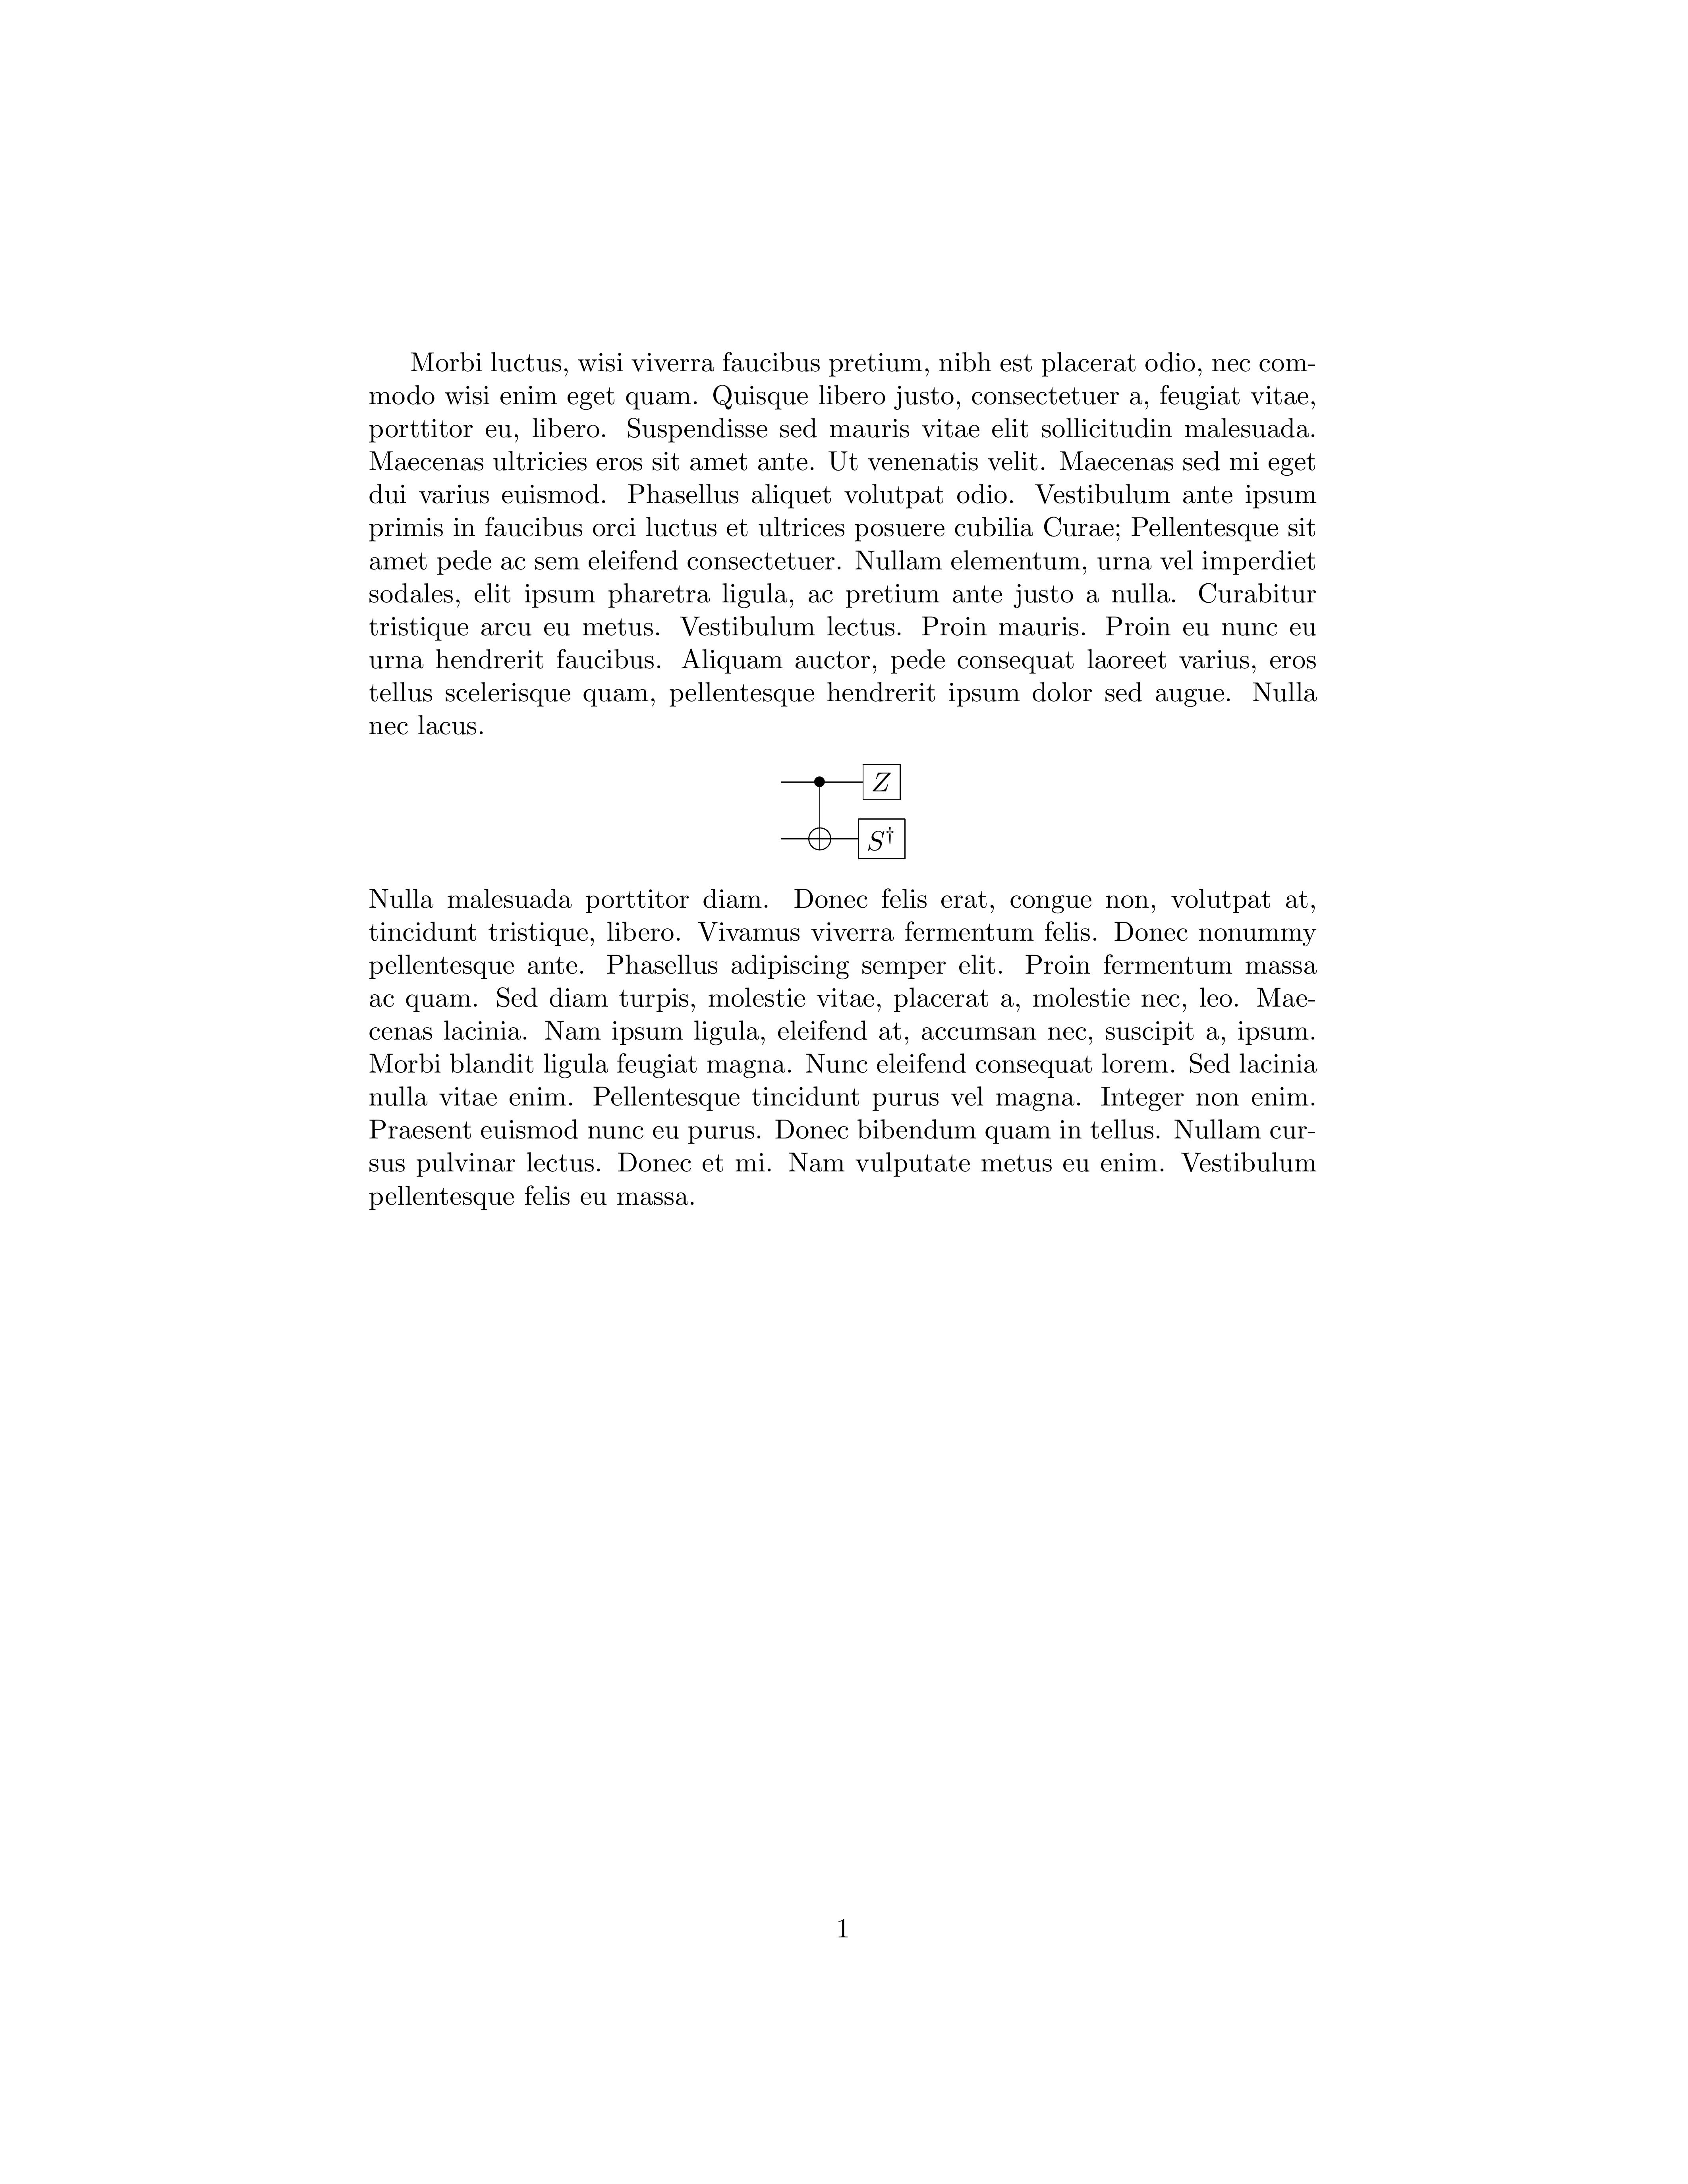 Morbi luctus, wisi viverra faucibus pretium, nibh est placerat odio, nec com-
modo wisi enim eget quam. Quisque libero justo, consectetuer a, feugiat vitae,
porttitor eu, libero. Suspendisse sed mauris vitae elit sollicitudin malesuada.
Maecenas ultricies eros sit amet ante. Ut venenatis velit. Maecenas sed mi eget
dui varius euismod. Phasellus aliquet volutpat odio. Vestibulum ante ipsum
primis in faucibus orci luctus et ultrices posuere cubilia Curae; Pellentesque sit
amet pede ac sem eleifend consectetuer. Nullam elementum, urna vel imperdiet
sodales, elit ipsum pharetra ligula, ac pretium ante justo a nulla. Curabitur
tristique arcu eu metus. Vestibulum lectus. Proin mauris. Proin eu nunc eu
urna hendrerit faucibus. Aliquam auctor, pede consequat laoreet varius, eros
tellus scelerisque quam, pellentesque hendrerit ipsum dolor sed augue. Nulla
nec lacus.
Z
S†
Nulla malesuada porttitor diam. Donec felis erat, congue non, volutpat at,
tincidunt tristique, libero. Vivamus viverra fermentum felis. Donec nonummy
pellentesque ante. Phasellus adipiscing semper elit. Proin fermentum massa
ac quam. Sed diam turpis, molestie vitae, placerat a, molestie nec, leo. Mae-
cenas lacinia. Nam ipsum ligula, eleifend at, accumsan nec, suscipit a, ipsum.
Morbi blandit ligula feugiat magna. Nunc eleifend consequat lorem. Sed lacinia
nulla vitae enim. Pellentesque tincidunt purus vel magna. Integer non enim.
Praesent euismod nunc eu purus. Donec bibendum quam in tellus. Nullam cur-
sus pulvinar lectus. Donec et mi. Nam vulputate metus eu enim. Vestibulum
pellentesque felis eu massa.
1